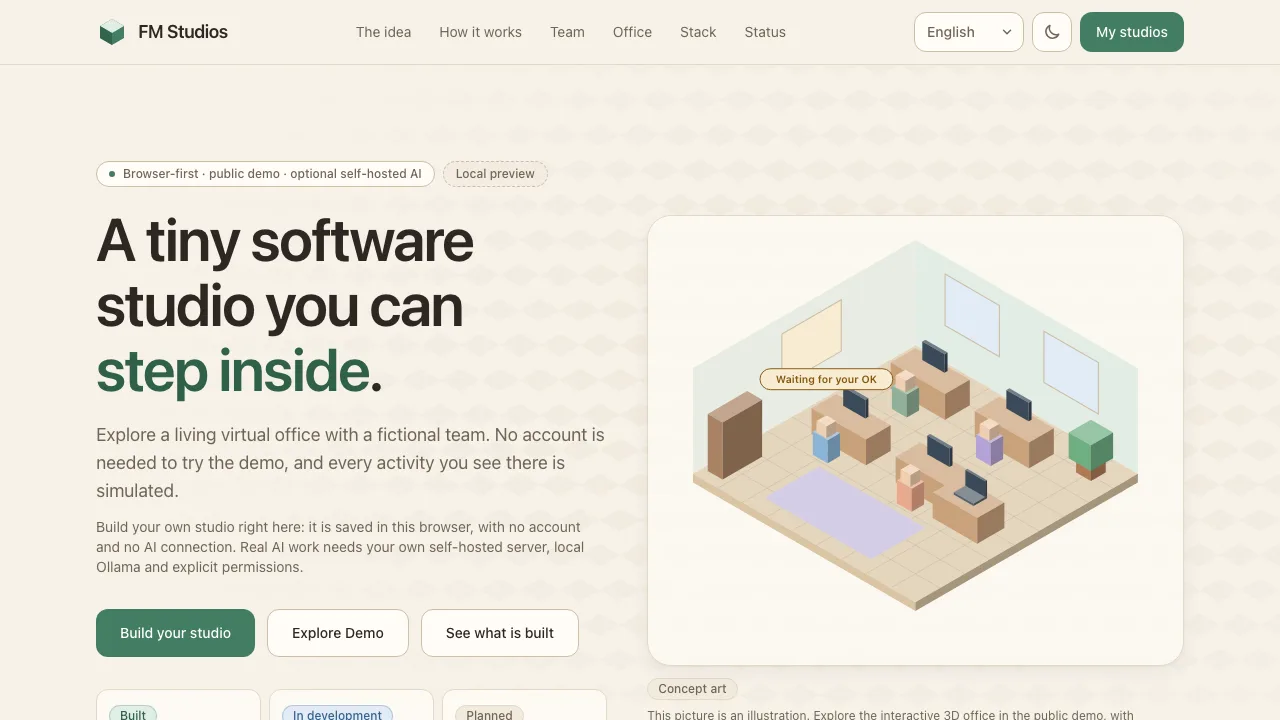 FM Studios
The idea
How it works
Team
Office
Stack
Status
English
My studios
Browser-first · public demo · optional self-hosted AI
Local preview
A tiny software
studio you can
step inside.
Explore a living virtual office with a fictional team. No account is
needed to try the demo, and every activity you see there is
simulated.
Build your own studio right here: it is saved in this browser, with no account
and no AI connection. Real AI work needs your own self-hosted server, local
Ollama and explicit permissions.
Build your studio
Explore Demo
See what is built
Built
In development
Planned
Waiting for your OK
Concept art
This picture is an illustration. Explore the interactive 3D office in the public demo, with